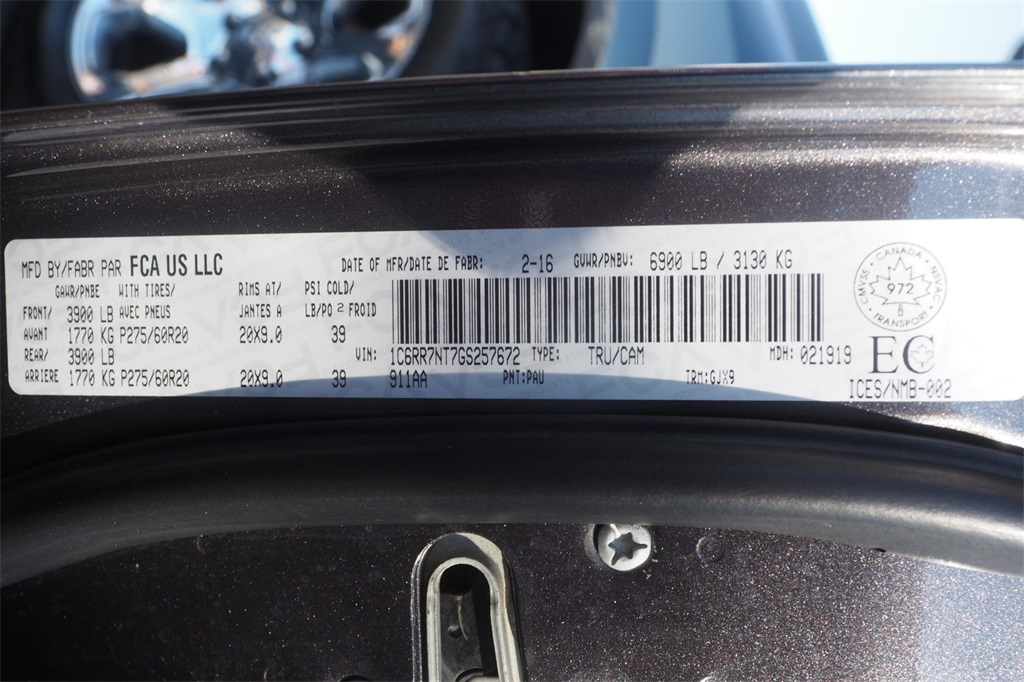 MFD BY/FABR PAR FCA US LLC DATE OF MFR/DATE DE FABR: 2-16 GVWR/PNBV: 6900 LB / 3130 KG
GAWR/PNBE WITH TIRES/ RIMS AT/ PSI COLD/
FRONT/ 3900 LB AVEC PNEUS JANTES A LB/PO 2 FROID
AVANT 1770 KG P275/60R20 20X9.0 39
REAR/ 3900 LB VIN: 1C6RR7NT7GS257672 TYPE: TRU/CAM MDH: 021919
ARRIERE 1770 KG P275/60R20 20X9.0 39 911AA PNT:PAU TRM:GJX9
CANADA
CMVSS 972 NSVAC
TRANSPORT
EC
ICES/NMB-002